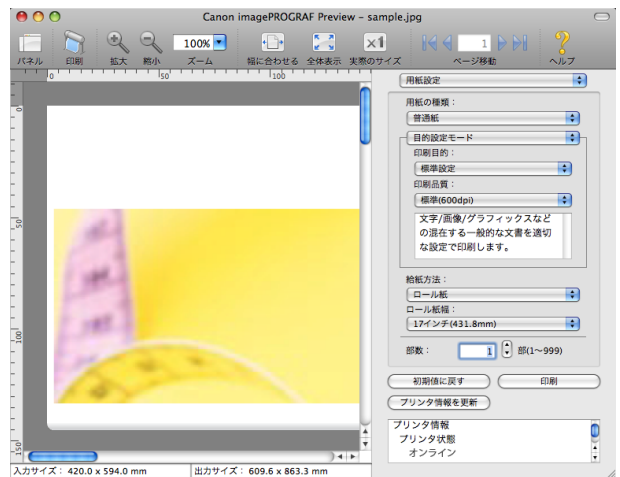 Canon imagePROGRAF Preview – sample.jpg
100%
×1
1
パネル 印刷 拡大 縮小 ズーム 幅に合わせる 全体表示 実際のサイズ ページ移動 ヘルプ
0 50 100
0
50
100
150
用紙設定
用紙の種類：
普通紙
目的設定モード
印刷目的：
標準設定
印刷品質：
標準(600dpi)
文字/画像/グラフィックスなど
の混在する一般的な文書を適切
な設定で印刷します。
給紙方法：
ロール紙
ロール紙幅：
17インチ(431.8mm)
部数： 1 部(1〜999)
初期値に戻す 印刷
プリンタ情報を更新
プリンタ情報
プリンタ状態
オンライン
入力サイズ： 420.0 x 594.0 mm 出力サイズ： 609.6 x 863.3 mm